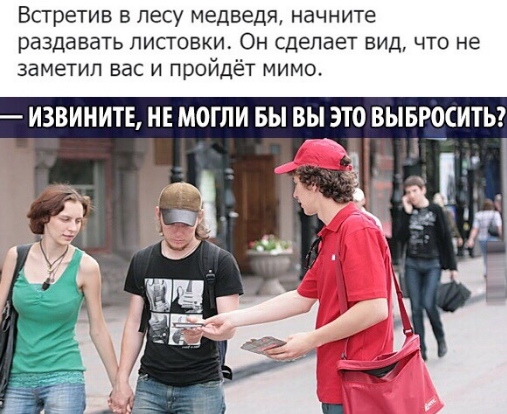 Встретив в лесу медведя, начните
раздавать листовки. Он сделает вид, что не
заметил вас и пройдёт мимо.
— ИЗВИНИТЕ, НЕ МОГЛИ БЫ ВЫ ЭТО ВЫБРОСИТЬ?